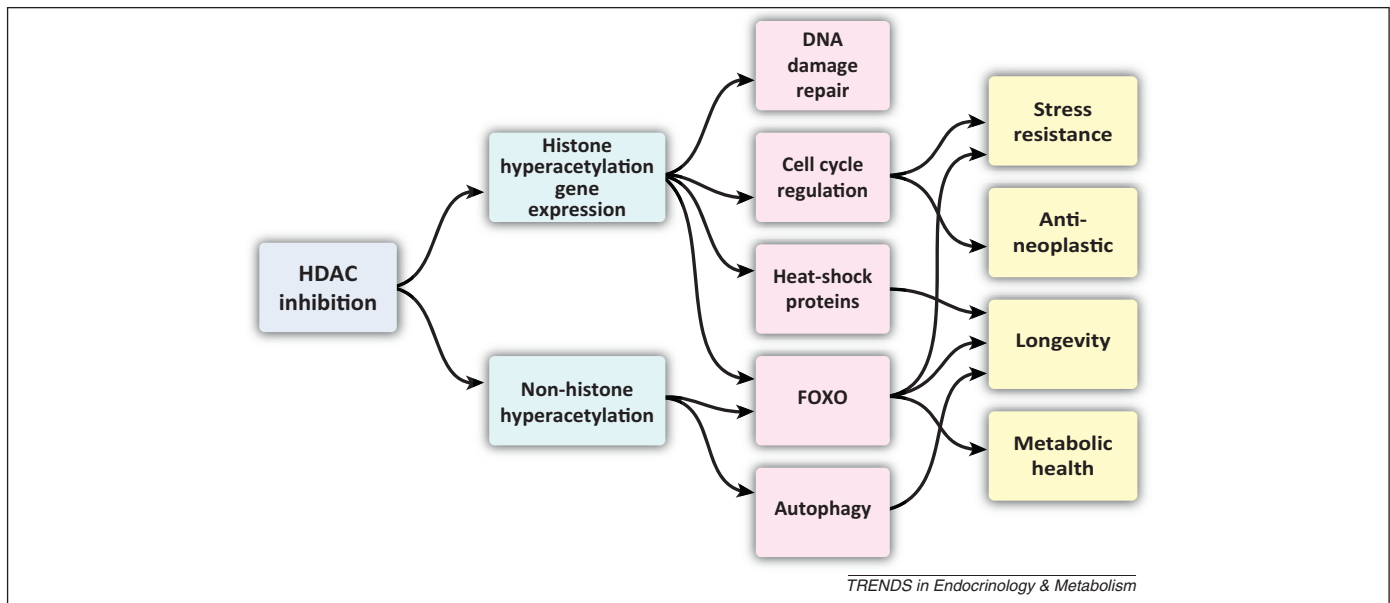 HDAC
inhibition
Histone
hyperacetylation
gene
expression
Non-histone
hyperacetylation
DNA
damage
repair
Cell cycle
regulation
Heat-shock
proteins
FOXO
Autophagy
Stress
resistance
Anti-
neoplastic
Longevity
Metabolic
health
TRENDS in Endocrinology & Metabolism